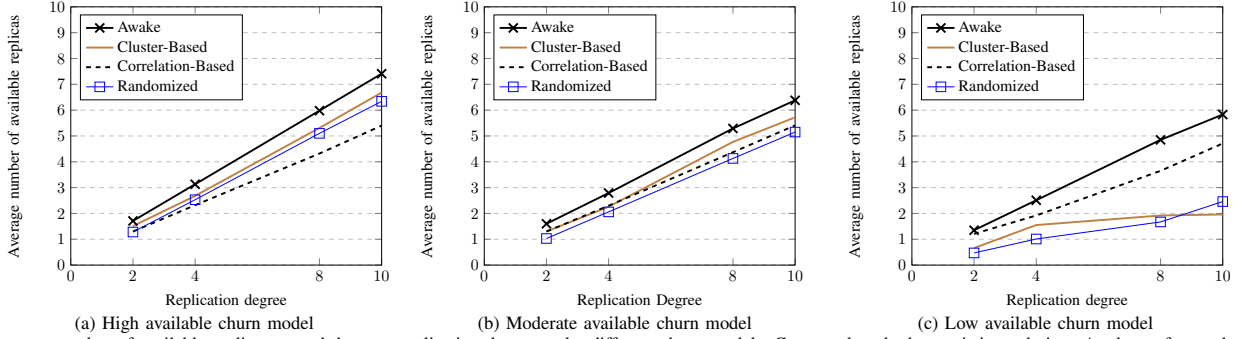 Average number of available replicas
10
9
8
7
6
5
4
3
2
1
0
0 2 4 8 10
Awake
Cluster-Based
Correlation-Based
Randomized
Replication degree
(a) High available churn model
Average number of available replicas
10
9
8
7
6
5
4
3
2
1
0
0 2 4 8 10
Awake
Cluster-Based
Correlation-Based
Randomized
Replication Degree
(b) Moderate available churn model
Average number of available replicas
10
9
8
7
6
5
4
3
2
1
0
0 2 4 8 10
Awake
Cluster-Based
Correlation-Based
Randomized
Replication degree
(c) Low available churn model